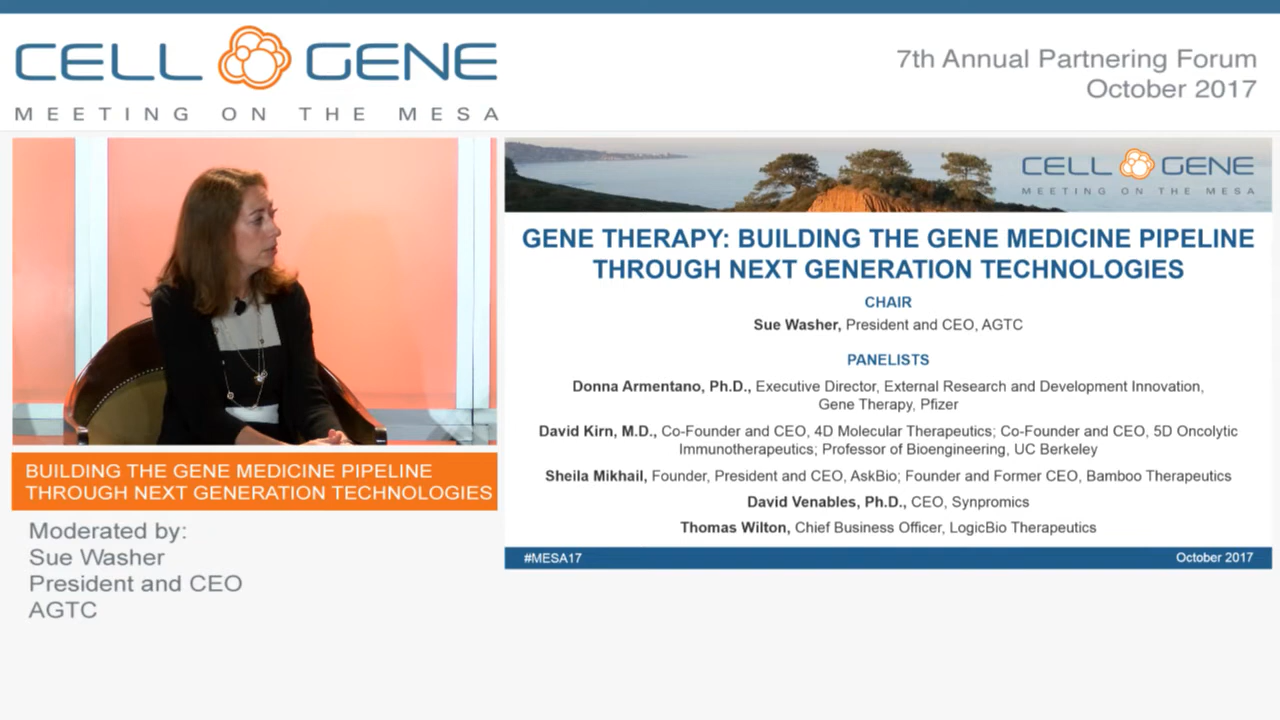 CELL GENE
MEETING ON THE MESA
7th Annual Partnering Forum
October 2017
CELL GENE
MEETING ON THE MESA
GENE THERAPY: BUILDING THE GENE MEDICINE PIPELINE
THROUGH NEXT GENERATION TECHNOLOGIES
CHAIR
Sue Washer, President and CEO, AGTC
PANELISTS
Donna Armentano, Ph.D., Executive Director, External Research and Development Innovation,
Gene Therapy, Pfizer
David Kirn, M.D., Co-Founder and CEO, 4D Molecular Therapeutics; Co-Founder and CEO, 5D Oncolytic
Immunotherapeutics; Professor of Bioengineering, UC Berkeley
Sheila Mikhail, Founder, President and CEO, AskBio; Founder and Former CEO, Bamboo Therapeutics
David Venables, Ph.D., CEO, Synpromics
Thomas Wilton, Chief Business Officer, LogicBio Therapeutics
#MESA17
October 2017
BUILDING THE GENE MEDICINE PIPELINE
THROUGH NEXT GENERATION TECHNOLOGIES
Moderated by:
Sue Washer
President and CEO
AGTC